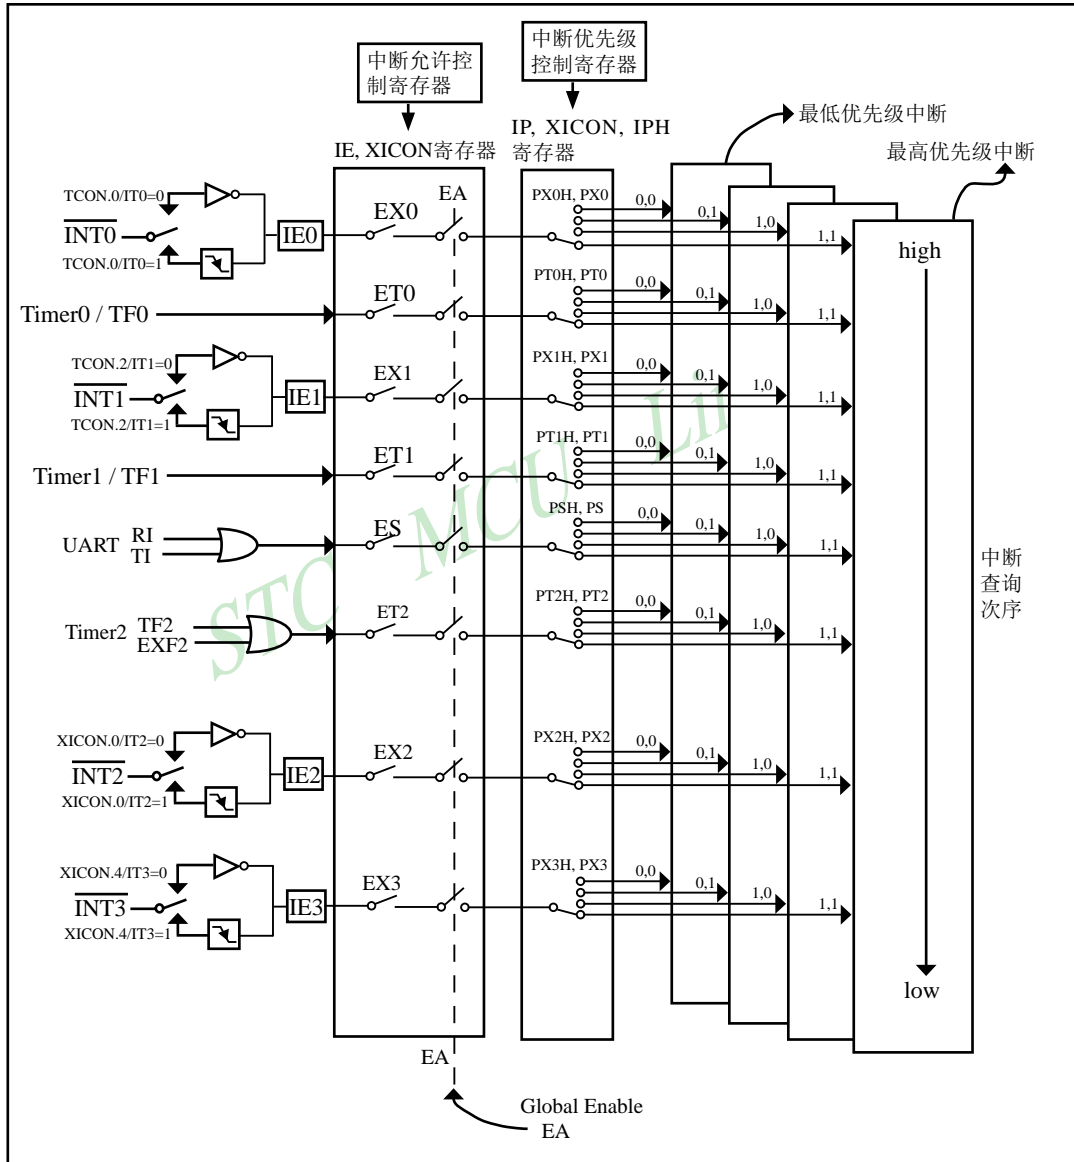 中断允许控
制寄存器
中断优先级
控制寄存器
IE, XICON寄存器
IP, XICON, IPH
寄存器
最低优先级中断
最高优先级中断
EA
TCON.0/IT0=0
INT0
TCON.0/IT0=1
IE0
EX0
PX0H, PX0
0,0
0,1
1,0
1,1
high
Timer0 / TF0
ET0
PT0H, PT0
0,0
0,1
1,0
1,1
TCON.2/IT1=0
INT1
TCON.2/IT1=1
IE1
EX1
PX1H, PX1
0,0
0,1
1,0
1,1
Timer1 / TF1
ET1
PT1H, PT1
0,0
0,1
1,0
1,1
UART
RI
TI
ES
PSH, PS
0,0
0,1
1,0
1,1
中断
查询
次序
Timer2
TF2
EXF2
ET2
PT2H, PT2
0,0
0,1
1,0
1,1
XICON.0/IT2=0
INT2
XICON.0/IT2=1
IE2
EX2
PX2H, PX2
0,0
0,1
1,0
1,1
XICON.4/IT3=0
INT3
XICON.4/IT3=1
IE3
EX3
PX3H, PX3
0,0
0,1
1,0
1,1
low
EA
Global Enable
EA
STC MCU